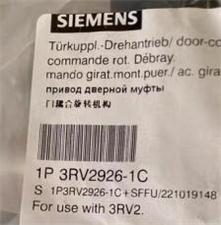 SIEMENS
Türkuppl.-Drehantrieb/ door-co
commande rot. Débray.
mando girat.mont.puer./ ac. girat
привод дверной муфты
门耦合旋转机构
1P 3RV2926-1C
S 1P3RV2926-1C+SFFU/221019148
For use with 3RV2.